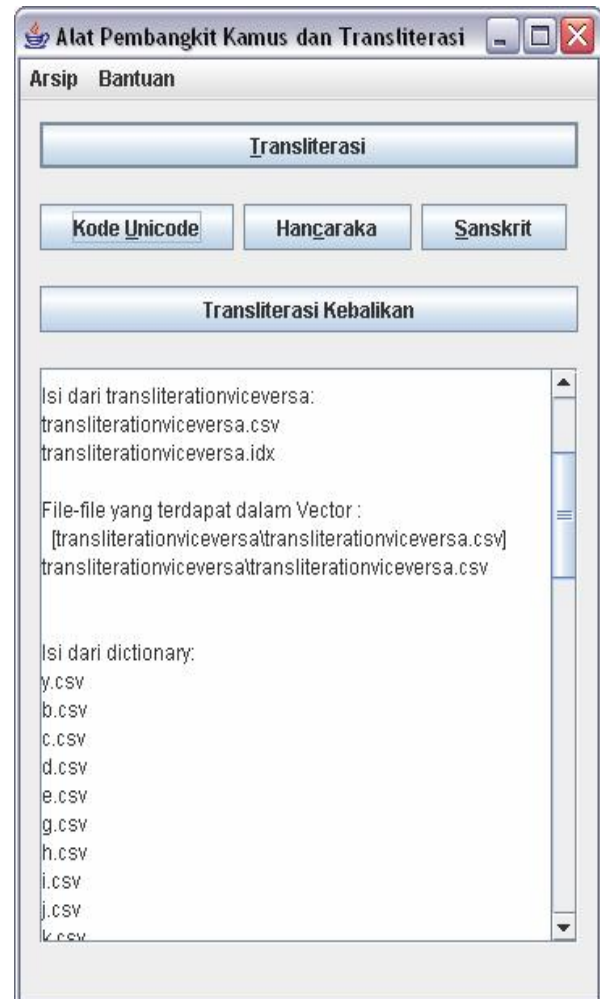 Alat Pembangkit Kamus dan Transliterasi
Arsip Bantuan
Transliterasi
Kode Unicode Hancaraka Sanskrit
Transliterasi Kebalikan
Isi dari transliterationviceversa:
transliterationviceversa.csv
transliterationviceversa.idx
File-file yang terdapat dalam Vector :
[transliterationviceversa\transliterationviceversa.csv]
transliterationviceversa\transliterationviceversa.csv
Isi dari dictionary:
y.csv
b.csv
c.csv
d.csv
e.csv
g.csv
h.csv
i.csv
j.csv
k.csv